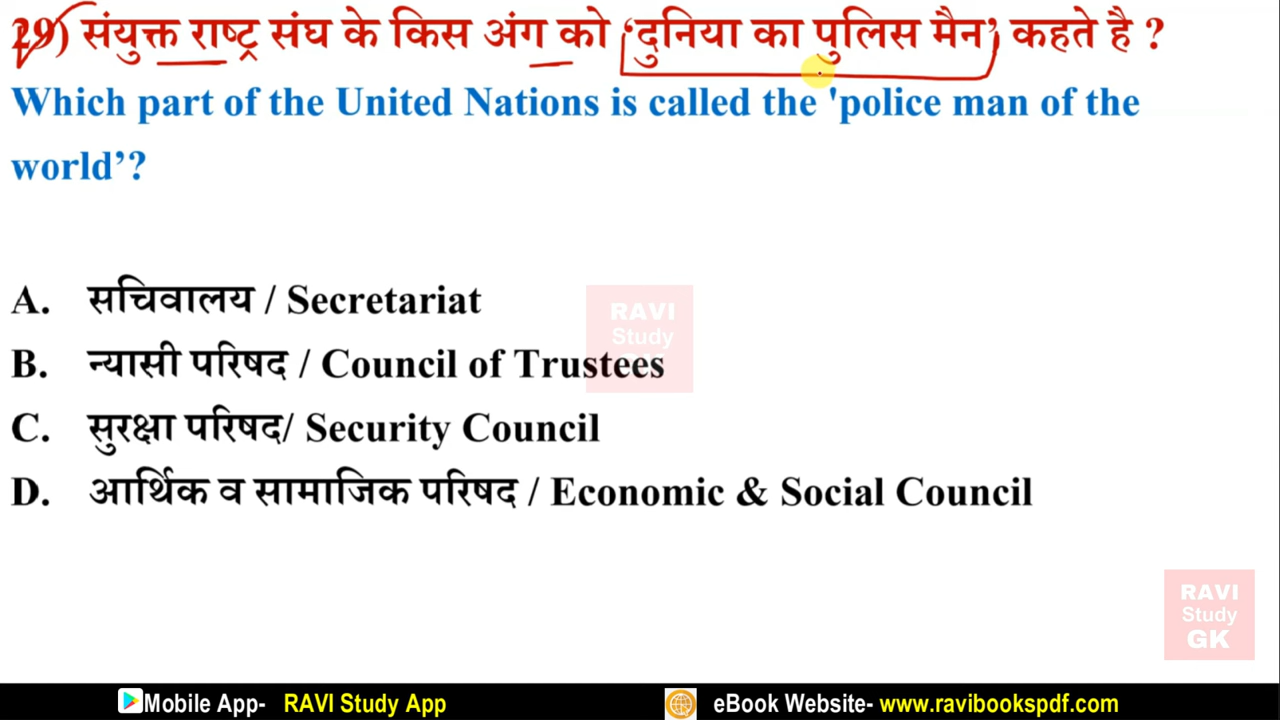 29) संयुक्त राष्ट्र संघ के किस अंग को ‘दुनिया का पुलिस मैन’ कहते है ?
Which part of the United Nations is called the 'police man of the
world’?
A. सचिवालय / Secretariat
B. न्यासी परिषद / Council of Trustees
C. सुरक्षा परिषद/ Security Council
D. आर्थिक व सामाजिक परिषद / Economic & Social Council
RAVI
Study
GK
RAVI
Study
GK
Mobile App- RAVI Study App
eBook Website- www.ravibookspdf.com